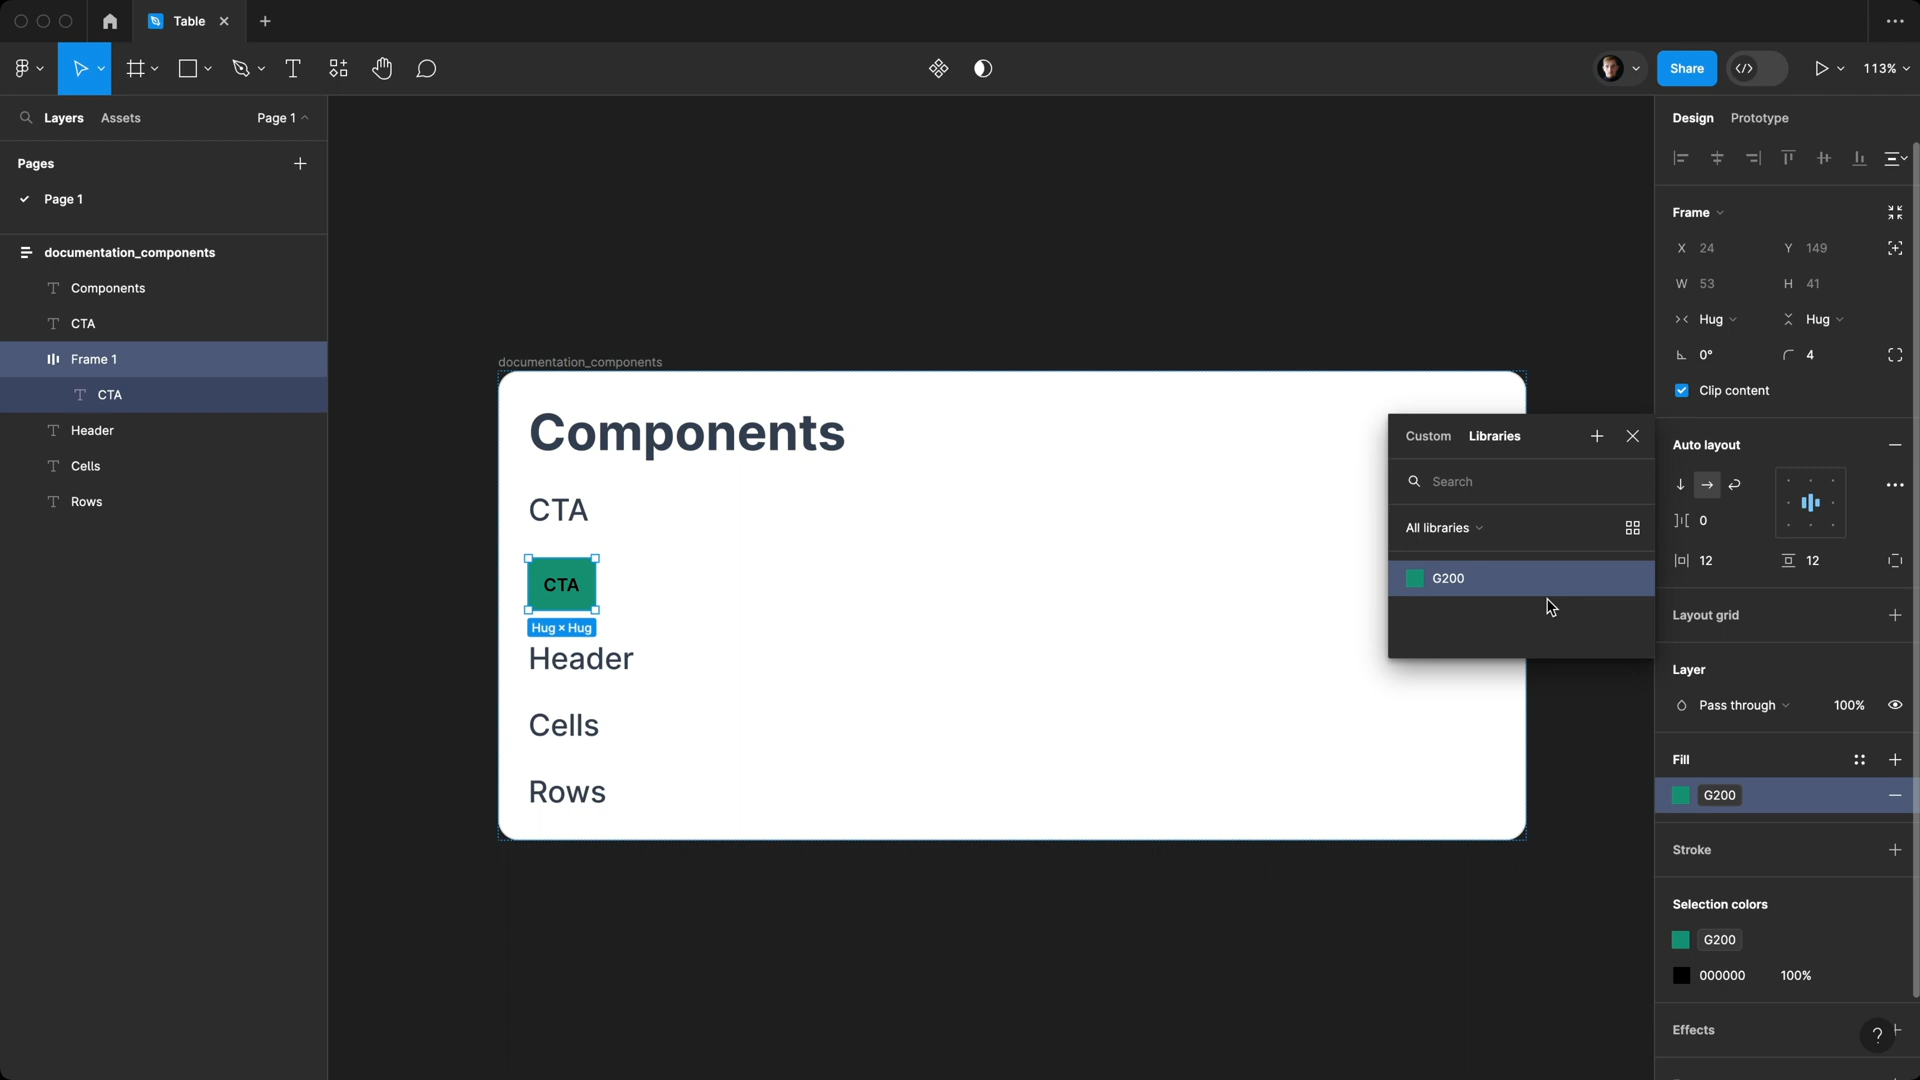 Table
Share
113%
Layers Assets Page 1
Pages
Page 1
documentation_components
Components
CTA
Frame 1
CTA
Header
Cells
Rows
documentation_components
Components
CTA
CTA
Hug × Hug
Header
Cells
Rows
Custom Libraries
Search
All libraries
G200
Design Prototype
Frame
X 24 Y 149
W 53 H 41
Hug Hug
0° 4
Clip content
Auto layout
0
12 12
Layout grid
Layer
Pass through 100%
Fill
G200
Stroke
Selection colors
G200
000000 100%
Effects
?